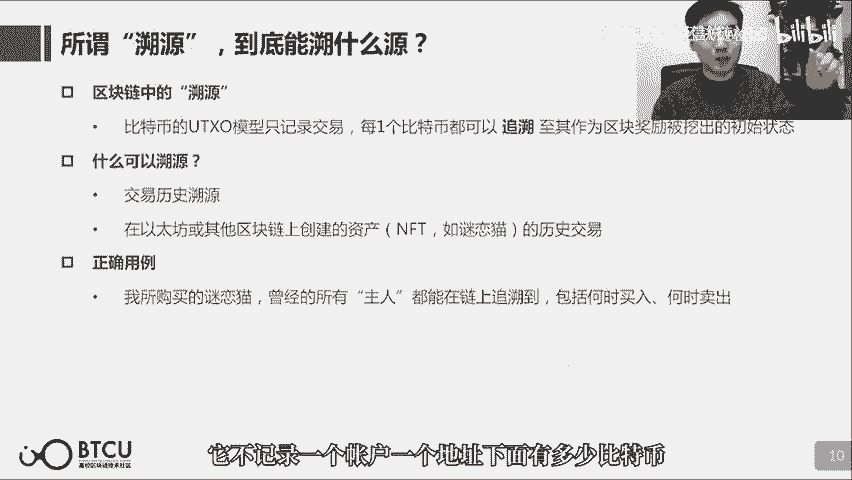 所谓“溯源”，到底能溯什么源？
bilibili
区块链中的“溯源”
比特币的UTXO模型只记录交易，每1个比特币都可以 追溯 至其作为区块奖励被挖出的初始状态
什么可以溯源？
交易历史溯源
在以太坊或其他区块链上创建的资产（NFT，如谜恋猫）的历史交易
正确用例
我所购买的谜恋猫，曾经的所有“主人”都能在链上追溯到，包括何时买入、何时卖出
BTCU
高校区块链技术社区
它不记录一个帐户一个地址下面有多少比特币
10